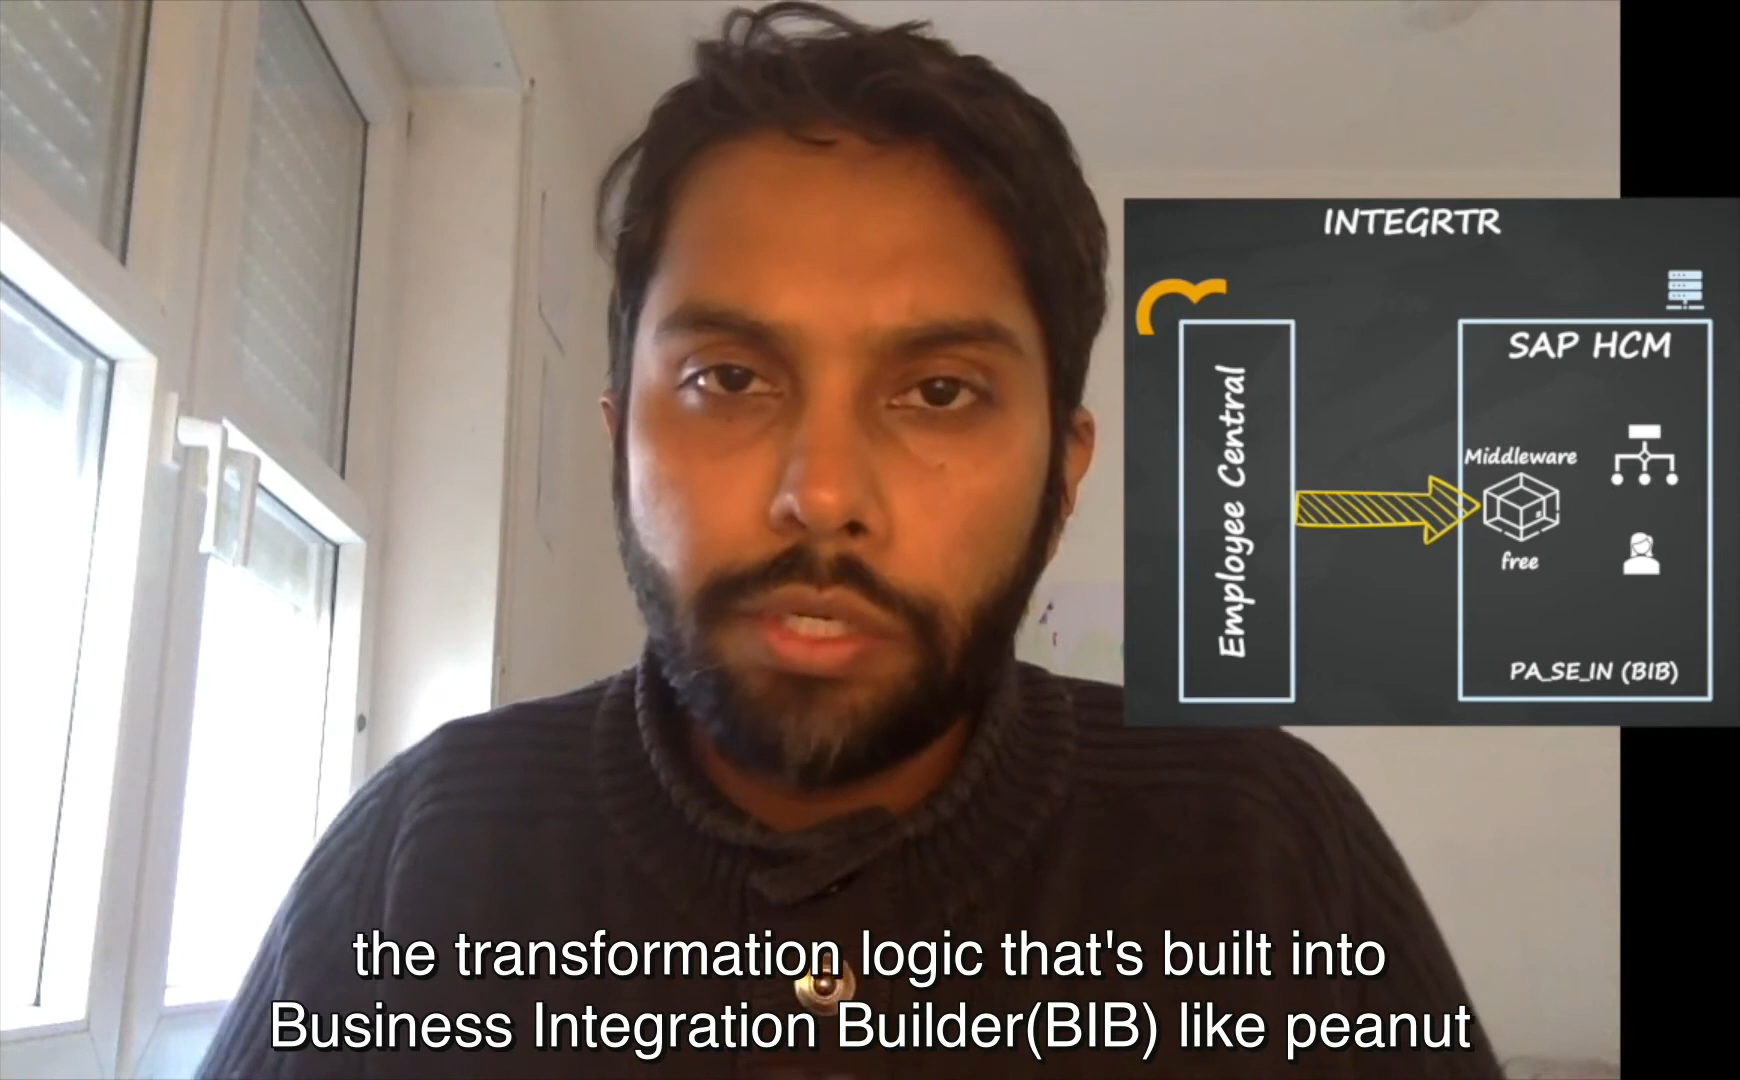 INTEGRTR
SAP HCM
Employee Central
Middleware
free
PA_SE_IN (BIB)
the transformation logic that's built into
Business Integration Builder(BIB) like peanut